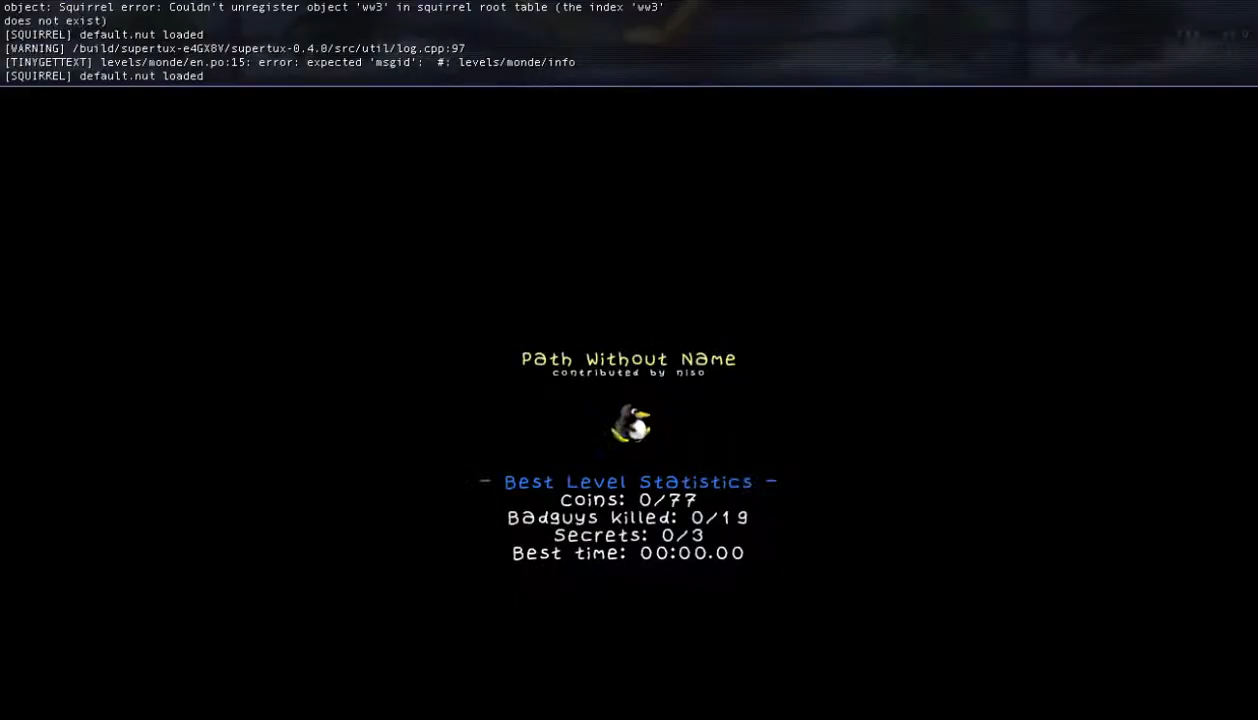 object: Squirrel error: Couldn't unregister object 'ww3' in squirrel root table (the index 'ww3'
does not exist)
[SQUIRREL] default.nut loaded
[WARNING] /build/supertux-e4GX8V/supertux-0.4.0/src/util/log.cpp:97
[TINYGETTEXT] levels/monde/en.po:15: error: expected 'msgid':  #: levels/monde/info
[SQUIRREL] default.nut loaded
Path Without Name
contributed by niso
- Best Level Statistics -
Coins: 0/77
Badguys killed: 0/19
Secrets: 0/3
Best time: 00:00.00